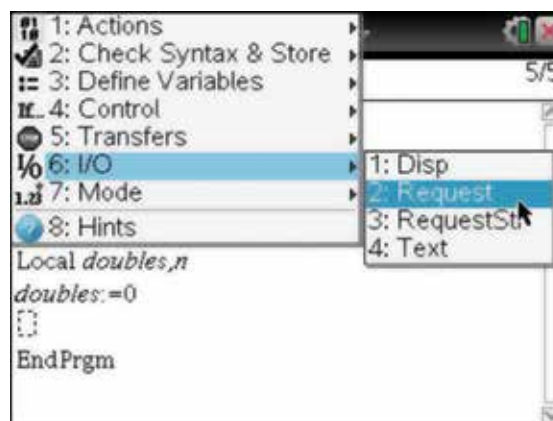 1: Actions
2: Check Syntax & Store
3: Define Variables
4: Control
5: Transfers
6: I/O
7: Mode
8: Hints
5/5
1: Disp
2: Request
3: RequestStr
4: Text
Local doubles,n
doubles:=0
EndPrgm